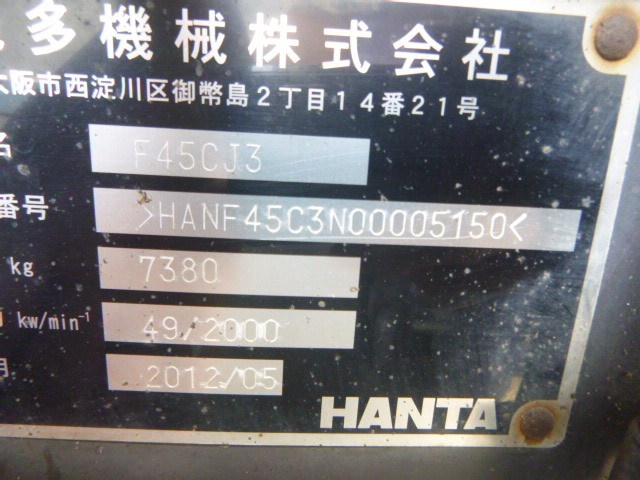 多機械株式会社
大阪市西淀川区御幣島2丁目14番21号
名 F45CJ3
番号 >HANF45C3N00005150<
kg 7380
kw/min-1 49/2000
月 2012/05
HANTA